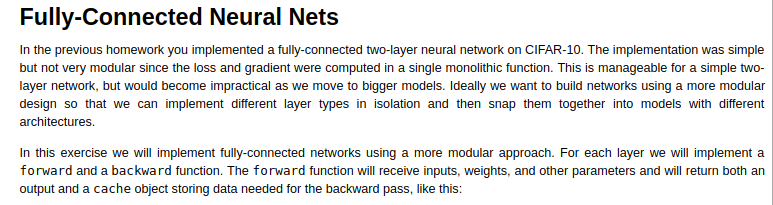 Fully-Connected Neural Nets
In the previous homework you implemented a fully-connected two-layer neural network on CIFAR-10. The implementation was simple
but not very modular since the loss and gradient were computed in a single monolithic function. This is manageable for a simple two-
layer network, but would become impractical as we move to bigger models. Ideally we want to build networks using a more modular
design so that we can implement different layer types in isolation and then snap them together into models with different
architectures.
In this exercise we will implement fully-connected networks using a more modular approach. For each layer we will implement a
forward and a backward function. The forward function will receive inputs, weights, and other parameters and will return both an
output and a cache object storing data needed for the backward pass, like this: